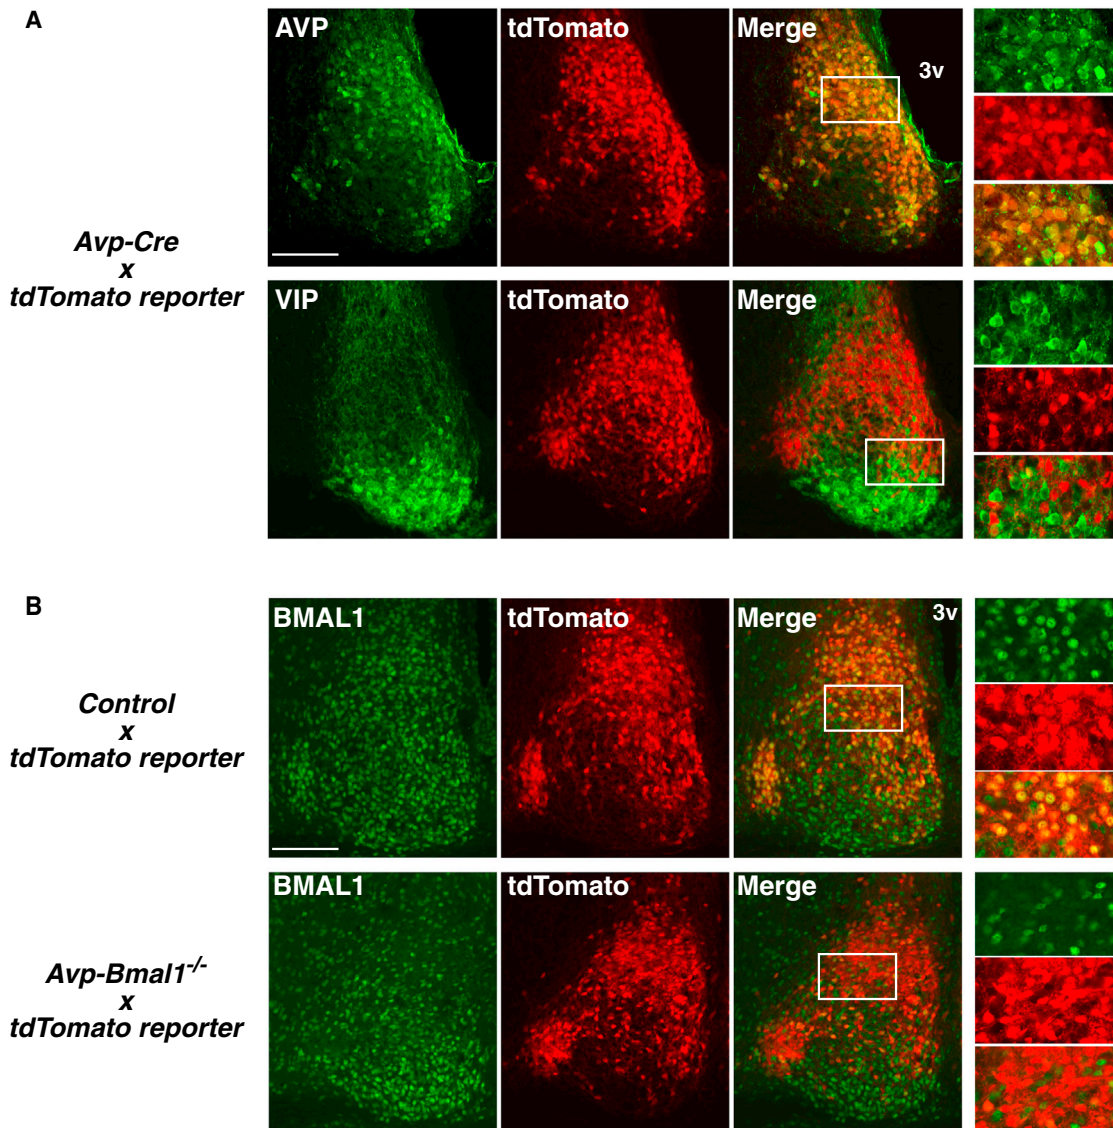 A
AVP
tdTomato
Merge
3v
Avp-Cre
x
tdTomato reporter
VIP
tdTomato
Merge
B
BMAL1
tdTomato
Merge
3v
Control
x
tdTomato reporter
BMAL1
tdTomato
Merge
Avp-Bmal1-/-
x
tdTomato reporter